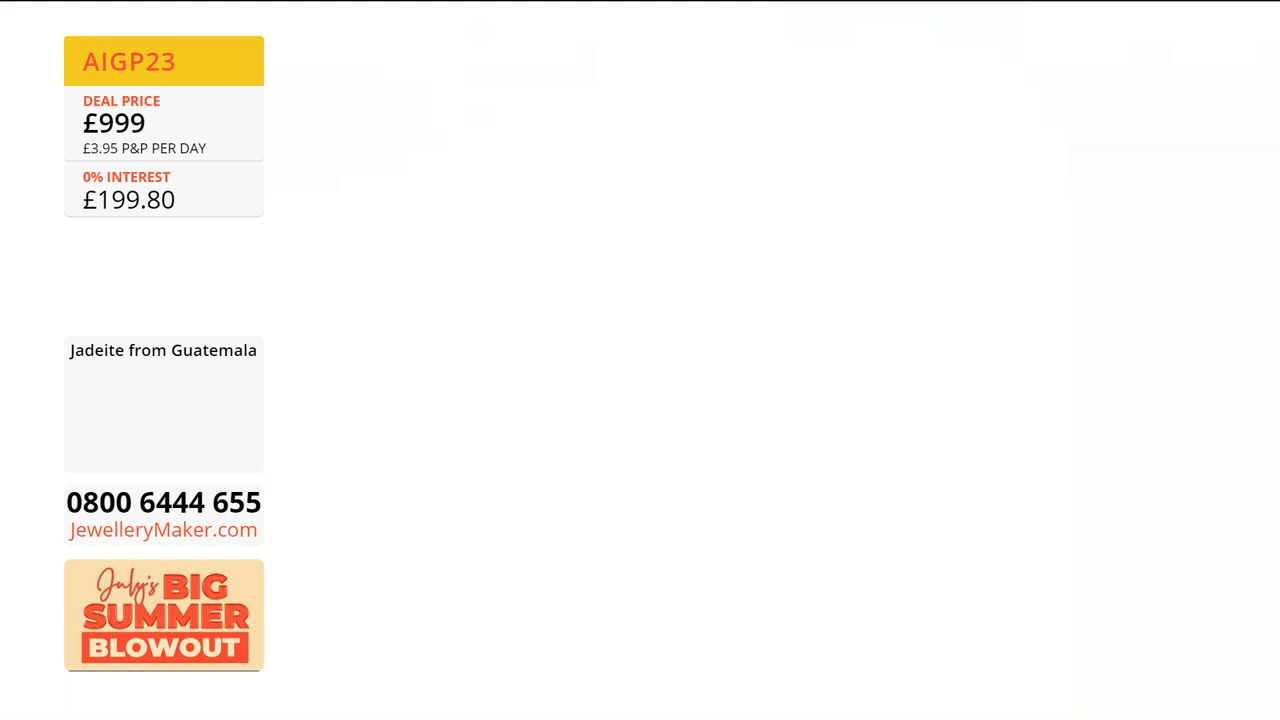 AIGP23
DEAL PRICE
£999
£3.95 P&P PER DAY
0% INTEREST
£199.80
Jadeite from Guatemala
0800 6444 655
JewelleryMaker.com
July's BIG
SUMMER
BLOWOUT